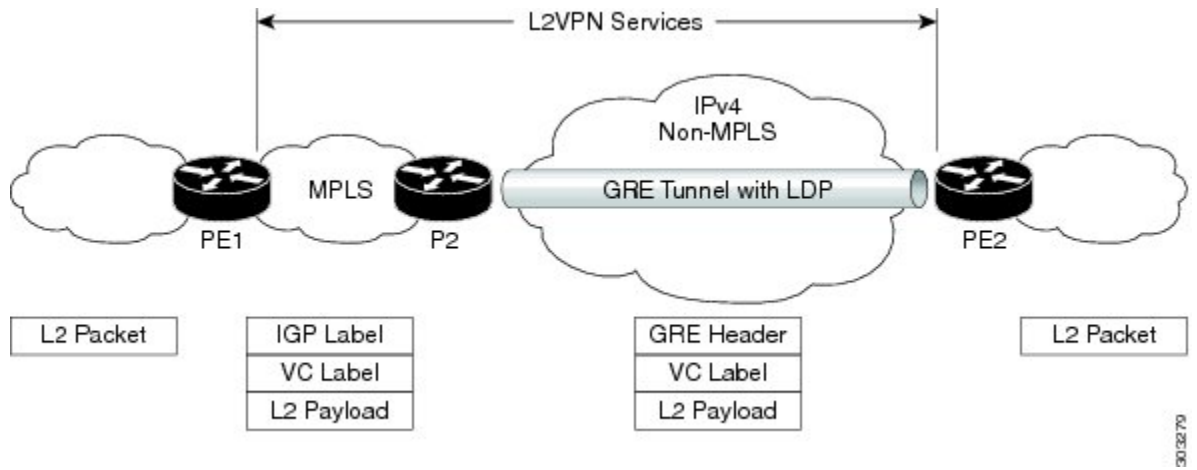 L2VPN Services
IPv4
Non-MPLS
MPLS
GRE Tunnel with LDP
PE1
P2
PE2
L2 Packet
IGP Label
VC Label
L2 Payload
GRE Header
VC Label
L2 Payload
L2 Packet
303279